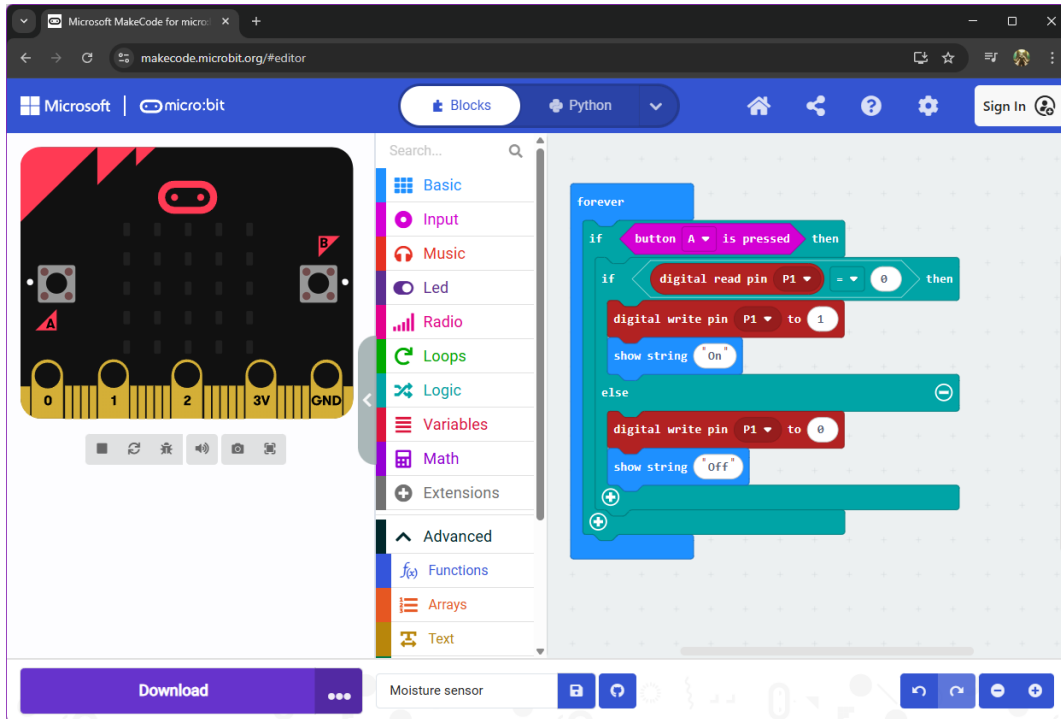 Microsoft MakeCode for micro:
makecode.microbit.org/#editor
Microsoft
micro:bit
Blocks
Python
Sign In
B
A
0
1
2
3V
GND
Search...
Basic
Input
Music
Led
Radio
Loops
Logic
Variables
Math
Extensions
Advanced
f(x) Functions
Arrays
Text
forever
if button A is pressed then
if digital read pin P1 = 0 then
digital write pin P1 to 1
show string "On"
else
digital write pin P1 to 0
show string "Off"
Download
Moisture sensor